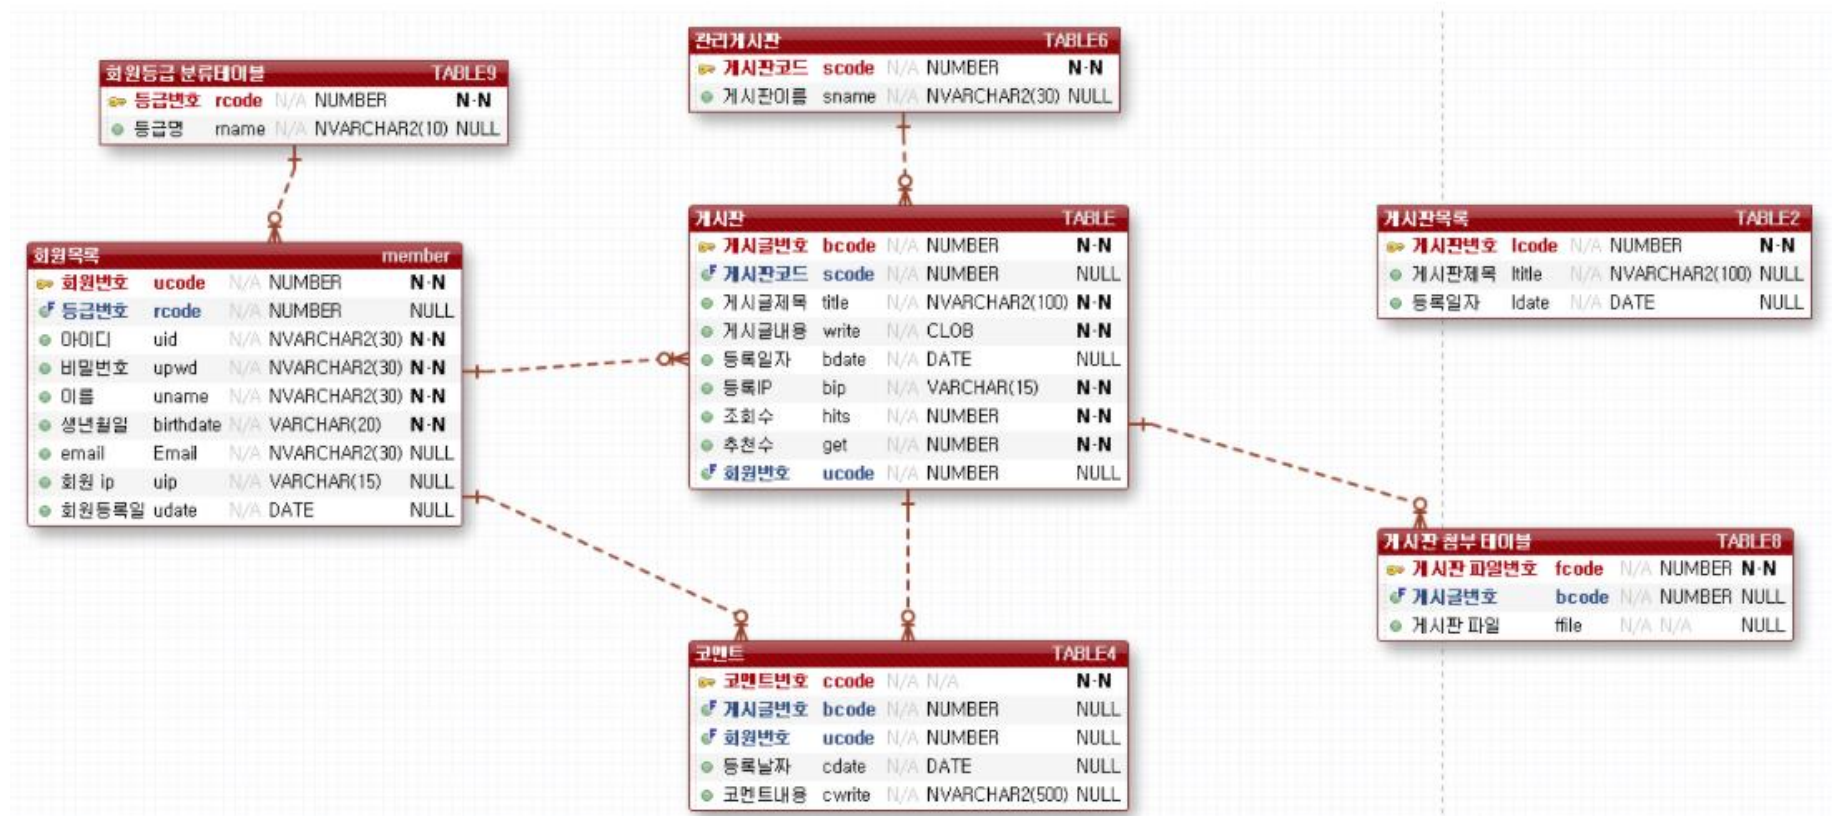 회원등급 분류테이블 TABLE9
등급번호 rcode N/A NUMBER N-N
등급명 rname N/A NVARCHAR2(10) NULL
관리게시판 TABLE6
게시판코드 scode N/A NUMBER N-N
게시판이름 sname N/A NVARCHAR2(30) NULL
회원목록 member
회원번호 ucode N/A NUMBER N-N
등급번호 rcode N/A NUMBER NULL
아이디 uid N/A NVARCHAR2(30) N-N
비밀번호 upwd N/A NVARCHAR2(30) N-N
이름 uname N/A NVARCHAR2(30) N-N
생년월일 birthdate N/A VARCHAR(20) N-N
email Email N/A NVARCHAR2(30) NULL
회원 ip uip N/A VARCHAR(15) NULL
회원등록일 udate N/A DATE NULL
게시판 TABLE
게시글번호 bcode N/A NUMBER N-N
게시판코드 scode N/A NUMBER NULL
게시글제목 title N/A NVARCHAR2(100) N-N
게시글내용 write N/A CLOB N-N
등록일자 bdate N/A DATE NULL
등록IP bip N/A VARCHAR(15) N-N
조회수 hits N/A NUMBER N-N
추천수 get N/A NUMBER N-N
회원번호 ucode N/A NUMBER NULL
게시판목록 TABLE2
게시판번호 lcode N/A NUMBER N-N
게시판제목 ltitle N/A NVARCHAR2(100) NULL
등록일자 ldate N/A DATE NULL
게시판 첨부 테이블 TABLE8
게시판 파일번호 fcode N/A NUMBER N-N
게시글번호 bcode N/A NUMBER NULL
게시판 파일 ffile N/A N/A NULL
코멘트 TABLE4
코멘트번호 ccode N/A N/A N-N
게시글번호 bcode N/A NUMBER NULL
회원번호 ucode N/A NUMBER NULL
등록날짜 cdate N/A DATE NULL
코멘트내용 cwrite N/A NVARCHAR2(500) NULL